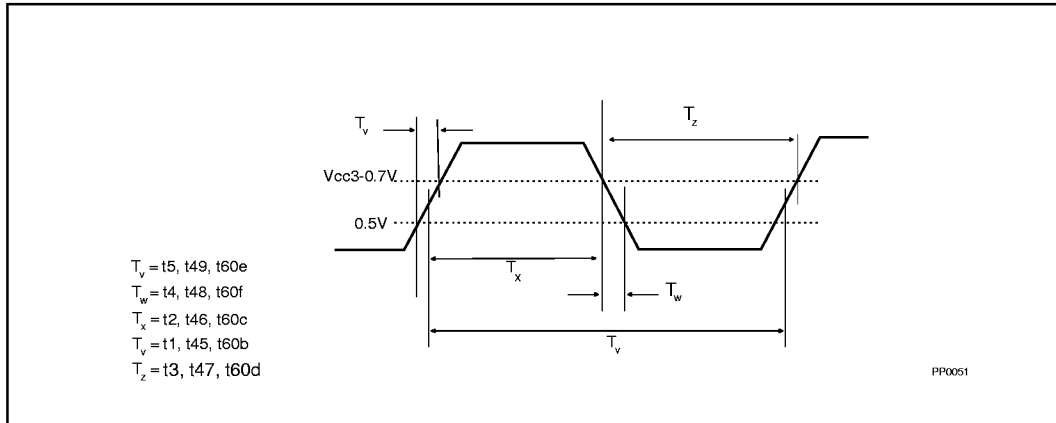 Tv
Tz
Vcc3-0.7V
0.5V
Tx
Tw
Tv
Tv = t5, t49, t60e
Tw = t4, t48, t60f
Tx = t2, t46, t60c
Tv = t1, t45, t60b
Tz = t3, t47, t60d
PP0051